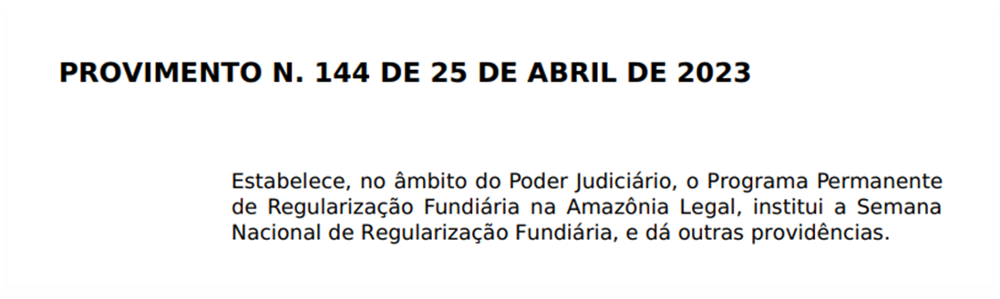 PROVIMENTO N. 144 DE 25 DE ABRIL DE 2023
Estabelece, no âmbito do Poder Judiciário, o Programa Permanente
de Regularização Fundiária na Amazônia Legal, institui a Semana
Nacional de Regularização Fundiária, e dá outras providências.